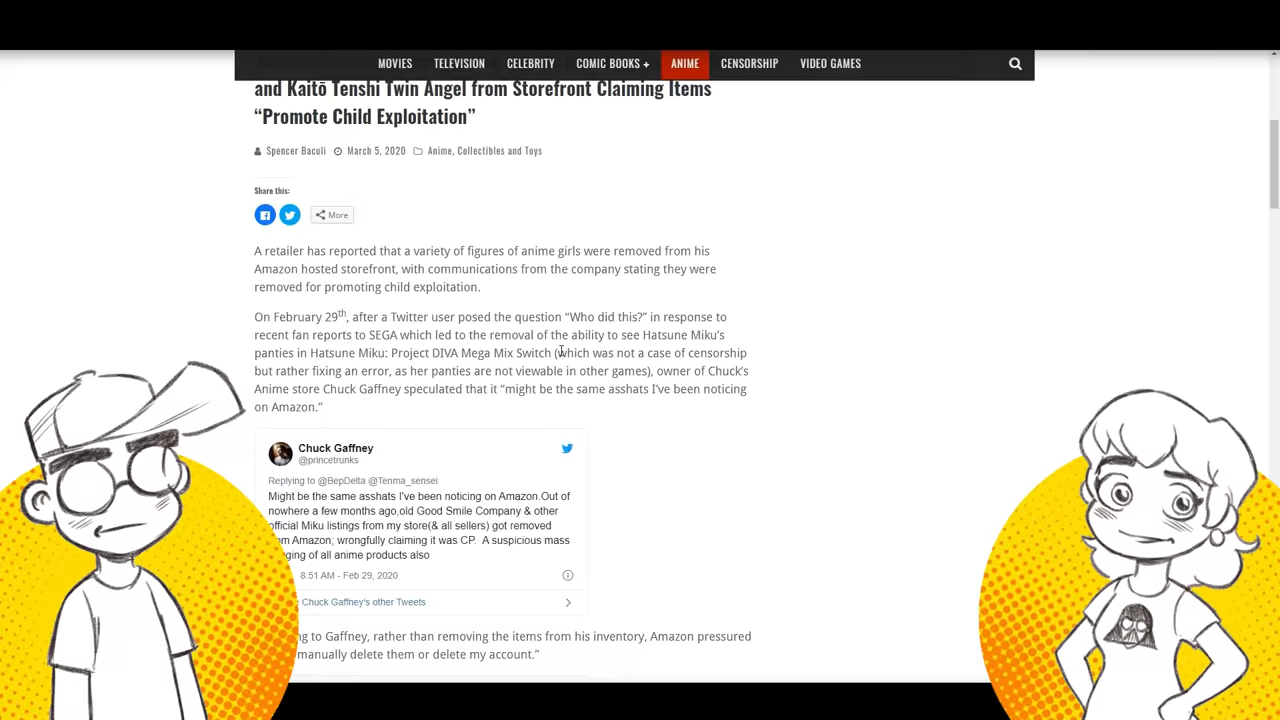 MOVIES TELEVISION CELEBRITY COMIC BOOKS + ANIME CENSORSHIP VIDEO GAMES
and Kaitō Tenshi Twin Angel from Storefront Claiming Items
“Promote Child Exploitation”
Spencer Baculi March 5, 2020 Anime, Collectibles and Toys
Share this:
More
A retailer has reported that a variety of figures of anime girls were removed from his
Amazon hosted storefront, with communications from the company stating they were
removed for promoting child exploitation.
On February 29th, after a Twitter user posed the question “Who did this?” in response to
recent fan reports to SEGA which led to the removal of the ability to see Hatsune Miku’s
panties in Hatsune Miku: Project DIVA Mega Mix Switch (which was not a case of censorship
but rather fixing an error, as her panties are not viewable in other games), owner of Chuck’s
Anime store Chuck Gaffney speculated that it “might be the same asshats I’ve been noticing
on Amazon.”
Chuck Gaffney
@princetrunks
Replying to @BepDelta @Tenma_sensei
Might be the same asshats I've been noticing on Amazon.Out of
nowhere a few months ago,old Good Smile Company & other
official Miku listings from my store(& all sellers) got removed
Amazon; wrongfully claiming it was CP. A suspicious mass
of all anime products also
8:51 AM - Feb 29, 2020
Chuck Gaffney's other Tweets
to Gaffney, rather than removing the items from his inventory, Amazon pressured
manually delete them or delete my account.”